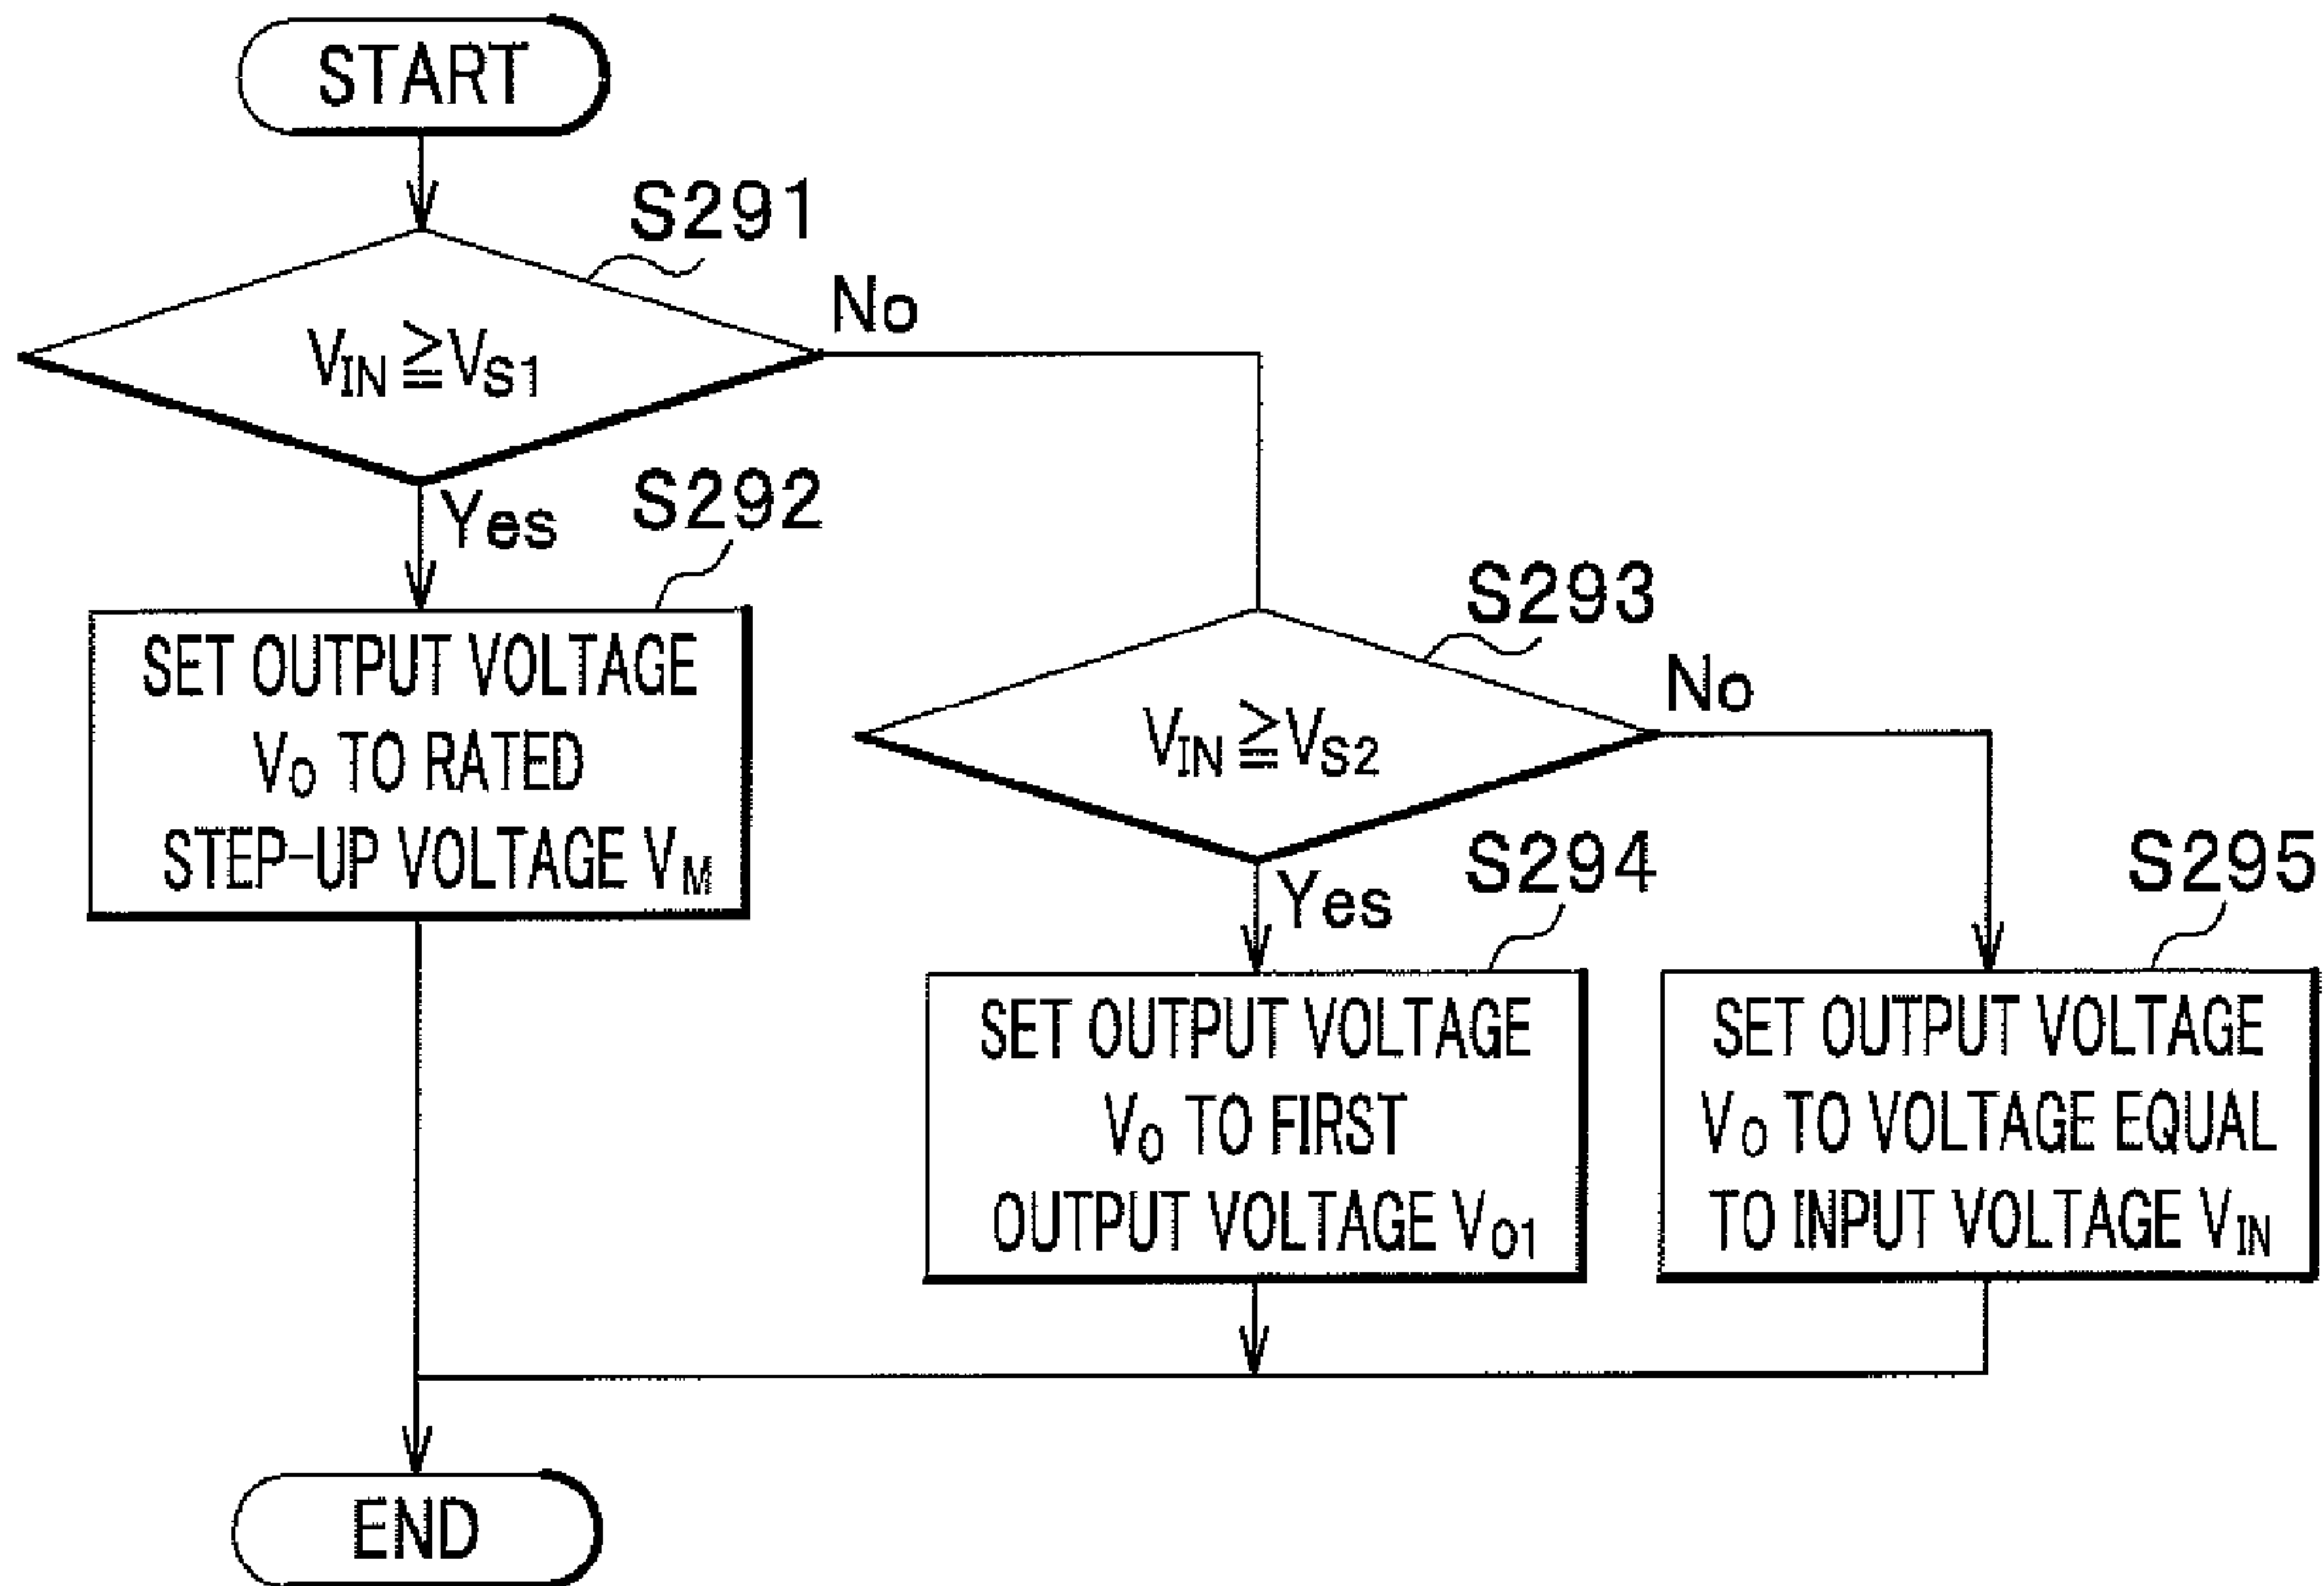 START
S291
No
V_IN ≧ V_S1
Yes
S292
SET OUTPUT VOLTAGE
V_O TO RATED
STEP-UP VOLTAGE V_M
S293
No
V_IN ≧ V_S2
Yes
S294
SET OUTPUT VOLTAGE
V_O TO FIRST
OUTPUT VOLTAGE V_O1
S295
SET OUTPUT VOLTAGE
V_O TO VOLTAGE EQUAL
TO INPUT VOLTAGE V_IN
END